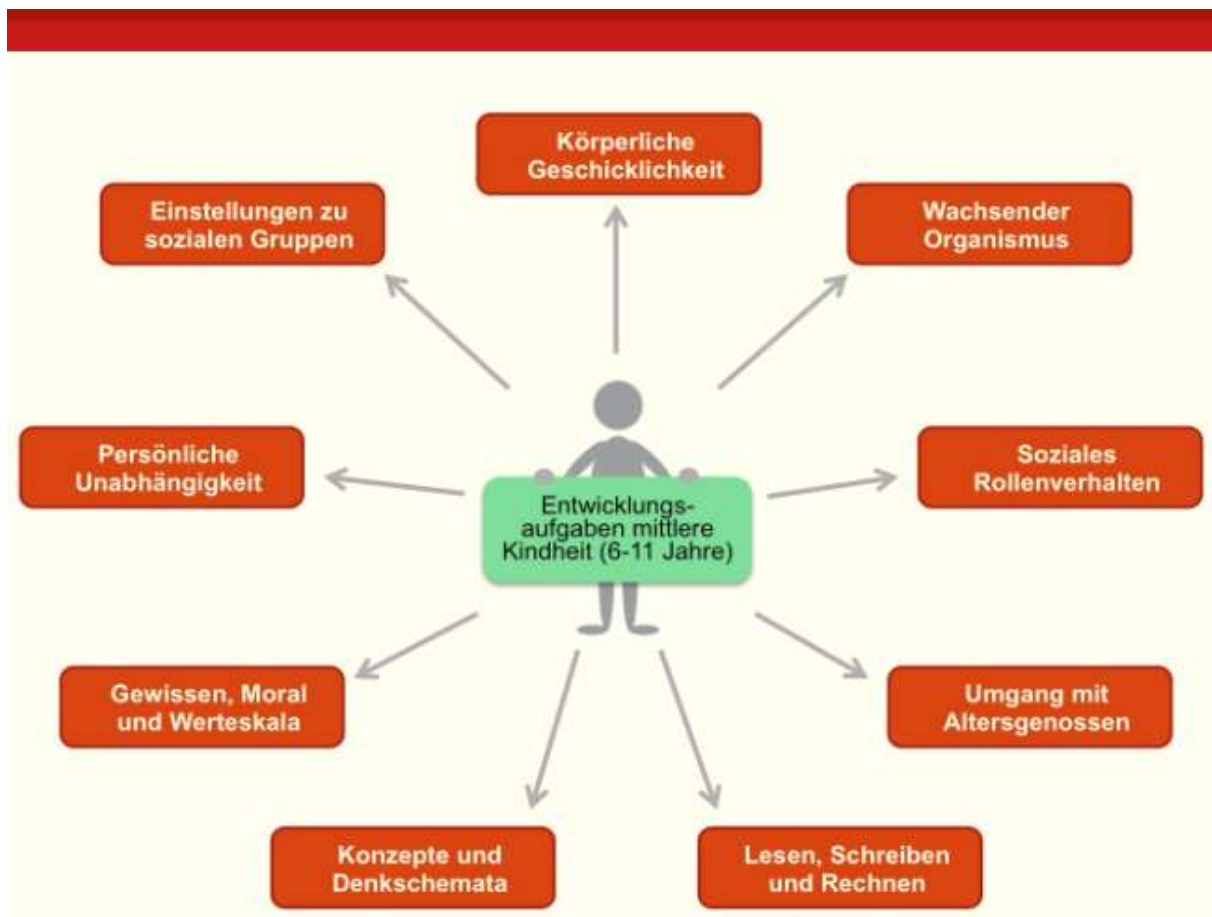 Körperliche
Geschicklichkeit
Einstellungen zu
sozialen Gruppen
Wachsender
Organismus
Persönliche
Unabhängigkeit
Soziales
Rollenverhalten
Entwicklungs-
aufgaben mittlere
Kindheit (6-11 Jahre)
Gewissen, Moral
und Werteskala
Umgang mit
Altersgenossen
Konzepte und
Denkschemata
Lesen, Schreiben
und Rechnen